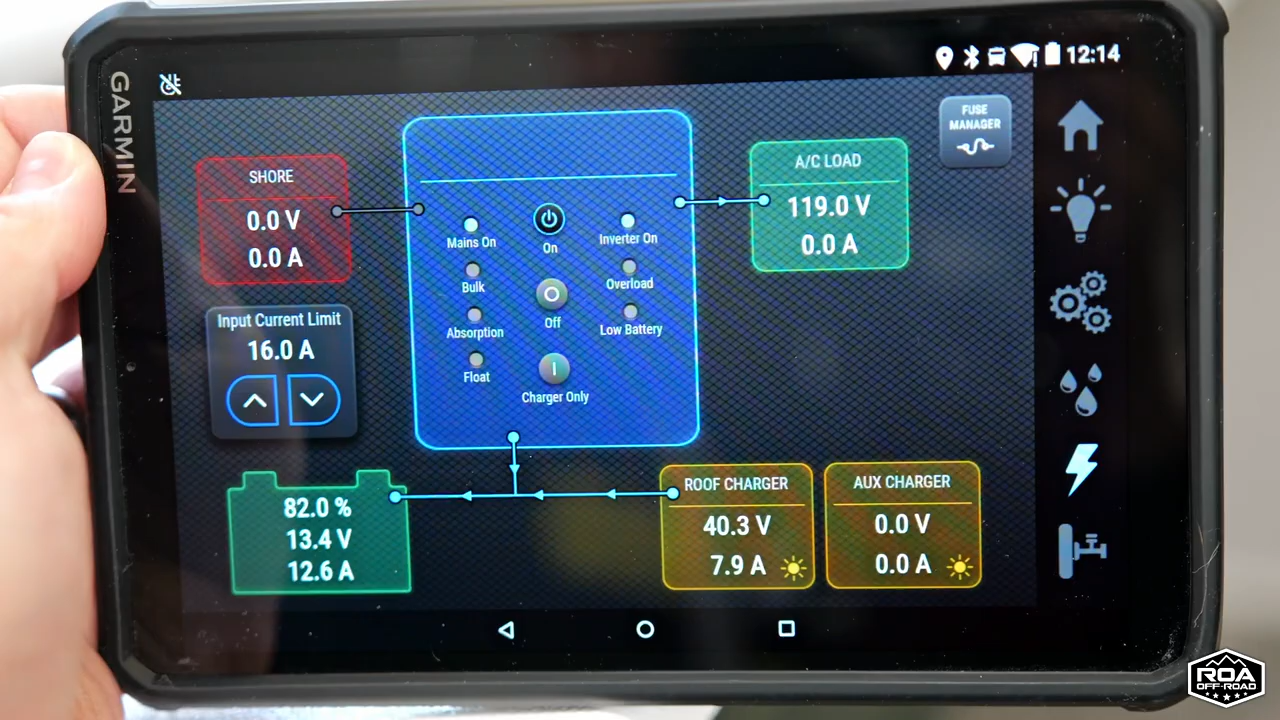 GARMIN
12:14
FUSE
MANAGER
SHORE
0.0 V
0.0 A
Mains On
Bulk
Absorption
Float
On
Off
Charger Only
Inverter On
Overload
Low Battery
A/C LOAD
119.0 V
0.0 A
Input Current Limit
16.0 A
82.0 %
13.4 V
12.6 A
ROOF CHARGER
40.3 V
7.9 A
AUX CHARGER
0.0 V
0.0 A
ROA
OFF-ROAD